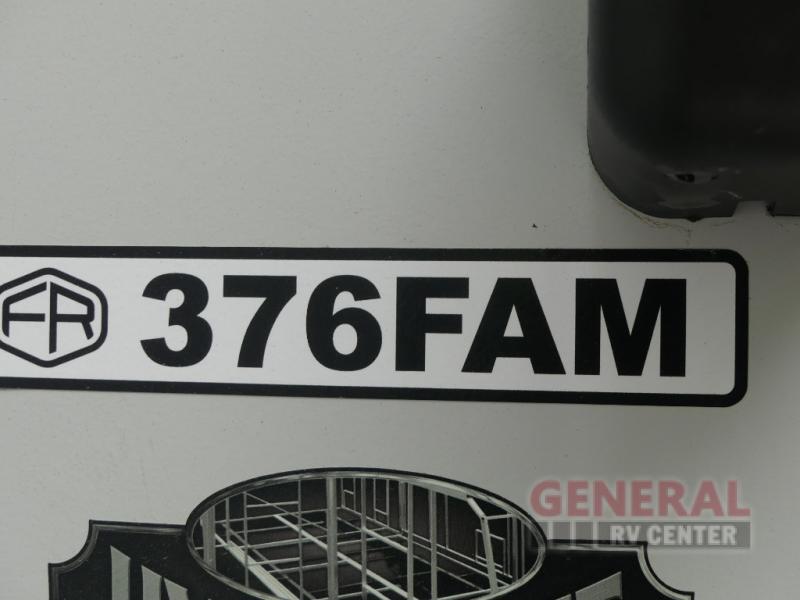 FR 376FAM
GENERAL
RV CENTER